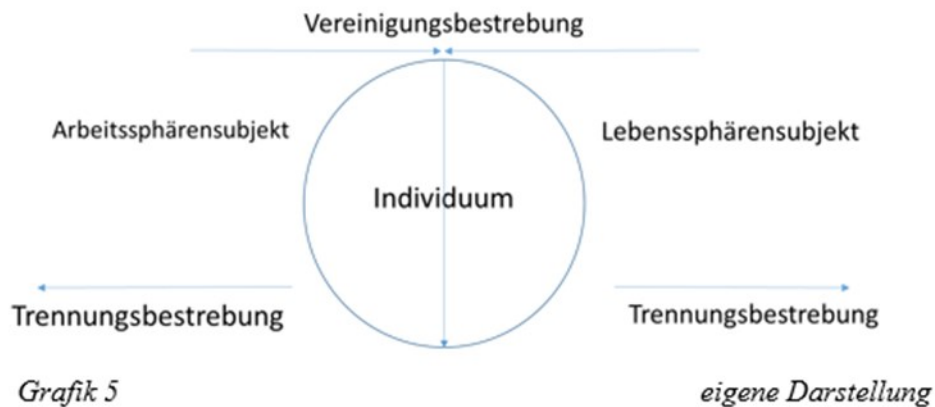 Vereinigungsbestrebung
Arbeitssphärensubjekt
Lebenssphärensubjekt
Individuum
Trennungsbestrebung
Trennungsbestrebung
Grafik 5
eigene Darstellung